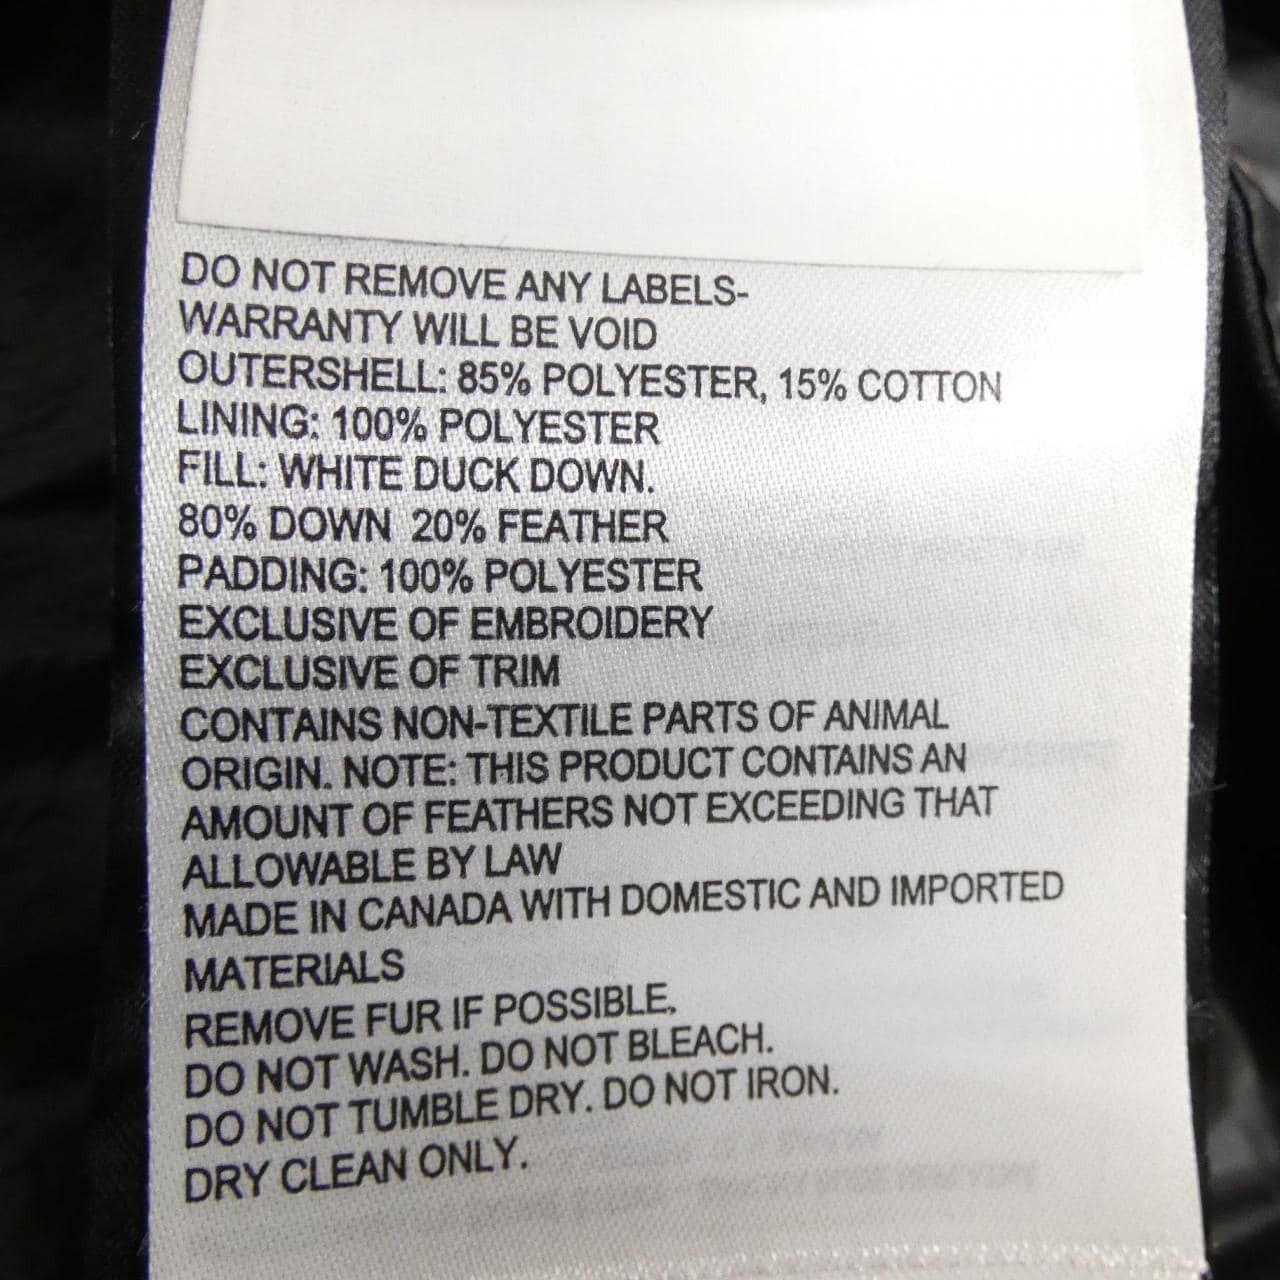 DO NOT REMOVE ANY LABELS-
WARRANTY WILL BE VOID
OUTERSHELL: 85% POLYESTER, 15% COTTON
LINING: 100% POLYESTER
FILL: WHITE DUCK DOWN.
80% DOWN 20% FEATHER
PADDING: 100% POLYESTER
EXCLUSIVE OF EMBROIDERY
EXCLUSIVE OF TRIM
CONTAINS NON-TEXTILE PARTS OF ANIMAL
ORIGIN. NOTE: THIS PRODUCT CONTAINS AN
AMOUNT OF FEATHERS NOT EXCEEDING THAT
ALLOWABLE BY LAW
MADE IN CANADA WITH DOMESTIC AND IMPORTED
MATERIALS
REMOVE FUR IF POSSIBLE.
DO NOT WASH. DO NOT BLEACH.
DO NOT TUMBLE DRY. DO NOT IRON.
DRY CLEAN ONLY.